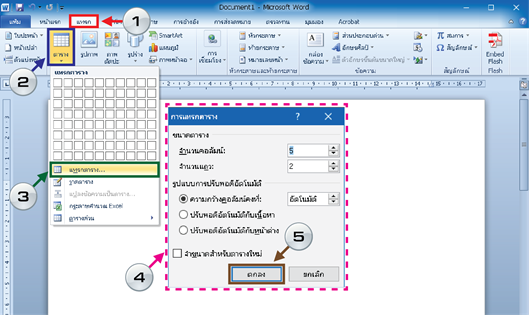 Document1 - Microsoft Word
แฟ้ม หน้าแรก แทรก การอ้างอิง การส่งจดหมาย ตรวจทาน มุมมอง Acrobat
1
ใบปะหน้า
หน้าเปล่า
ตาราง
รูปภาพ
ภาพตัดปะ
รูปร่าง
SmartArt
แผนภูมิ
ภาพหน้าจอ
การเชื่อมโยง
หัวกระดาษ
ท้ายกระดาษ
หมายเลขหน้า
หัวกระดาษและท้ายกระดาษ
กล่องข้อความ
ส่วนประกอบด่วน
อักษรศิลป์
ข้อความ
สมการ
สัญลักษณ์
สัญลักษณ์
Embed Flash
Flash
2
แทรกตาราง
แทรกตาราง...
วาดตาราง
แปลงข้อความเป็นตาราง...
กระดาษคำนวณ Excel
ตารางด่วน
3
การแทรกตาราง
ขนาดตาราง
จำนวนคอลัมน์: 5
จำนวนแถว: 2
รูปแบบการปรับพอดีอัตโนมัติ
ความกว้างคอลัมน์คงที่: อัตโนมัติ
ปรับพอดีอัตโนมัติกับเนื้อหา
ปรับพอดีอัตโนมัติกับหน้าต่าง
5
4
จำขนาดสำหรับตารางใหม่
ตกลง ยกเลิก